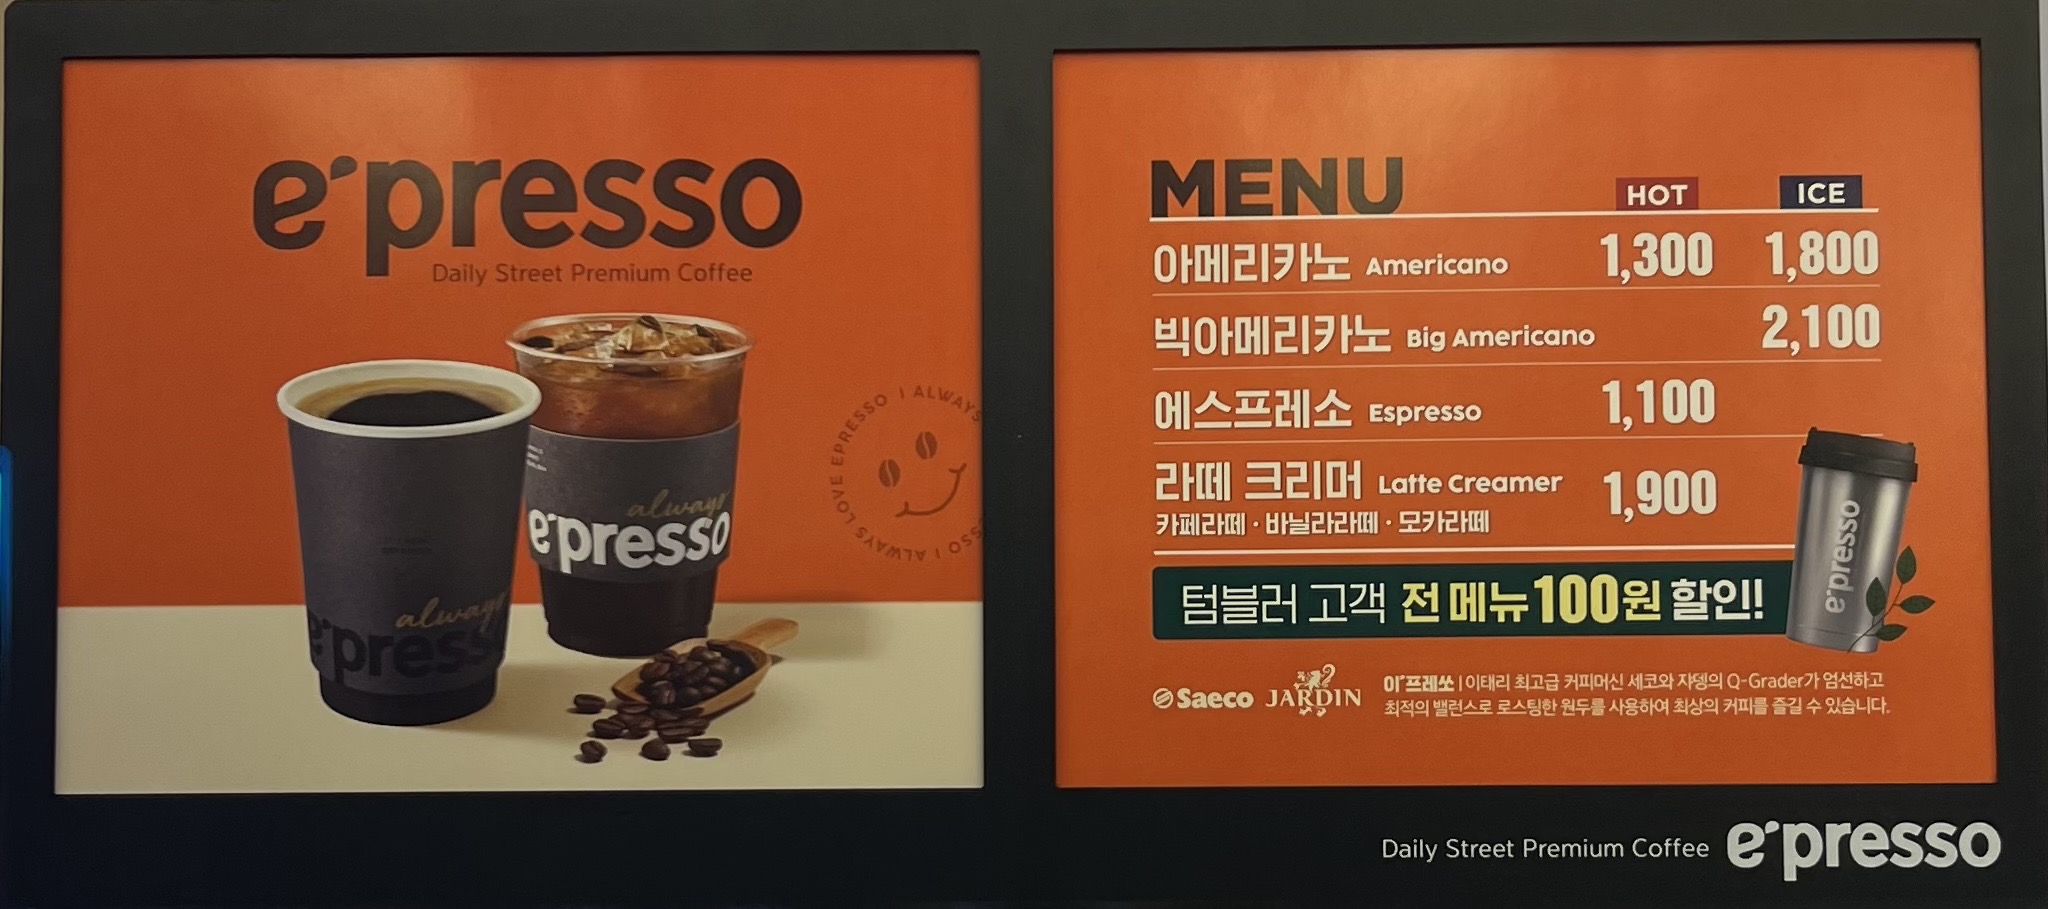 e'presso
Daily Street Premium Coffee
always
e'presso
always
e'presso
I ALWAYS LOVE EPRESSO I ALWAYS
MENU
HOT
ICE
아메리카노 Americano 1,300 1,800
빅아메리카노 Big Americano 2,100
에스프레소 Espresso 1,100
라떼 크리머 Latte Creamer 1,900
카페라떼 · 바닐라라떼 · 모카라떼
텀블러 고객 전 메뉴 100원 할인!
e'presso
Saeco JARDIN
이'프레쏘 | 이태리 최고급 커피머신 세코와 쟈뎅의 Q-Grader가 엄선하고
최적의 밸런스로 로스팅한 원두를 사용하여 최상의 커피를 즐길 수 있습니다.
Daily Street Premium Coffee e'presso